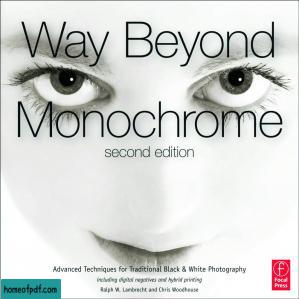 Way Beyond
Monochrome
second edition
Advanced Techniques for Traditional Black & White Photography
including digital negatives and hybrid printing
Ralph W. Lambrecht and Chris Woodhouse
Focal
Press
homeofpdf.com